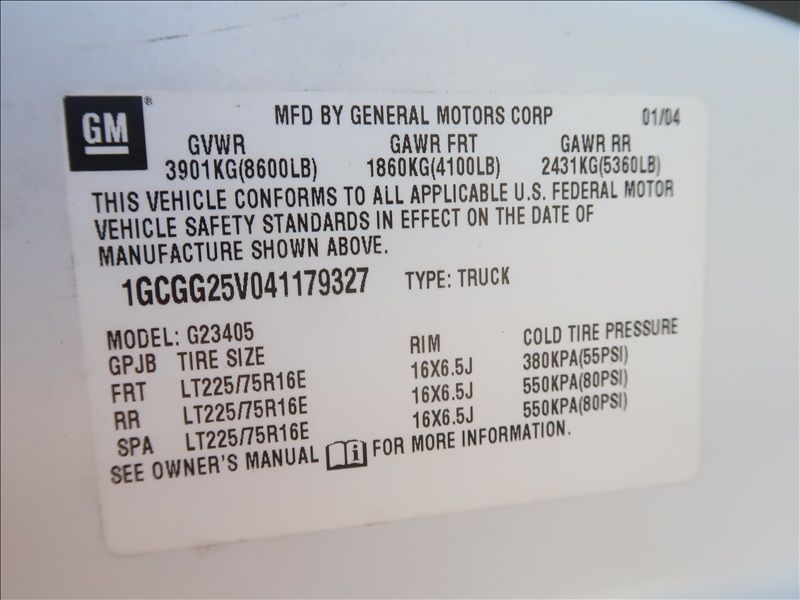 GM®
MFD BY GENERAL MOTORS CORP 01/04
GVWR GAWR FRT GAWR RR
3901KG(8600LB) 1860KG(4100LB) 2431KG(5360LB)
THIS VEHICLE CONFORMS TO ALL APPLICABLE U.S. FEDERAL MOTOR
VEHICLE SAFETY STANDARDS IN EFFECT ON THE DATE OF
MANUFACTURE SHOWN ABOVE.
1GCGG25V041179327 TYPE: TRUCK
MODEL: G23405
GPJB TIRE SIZE RIM COLD TIRE PRESSURE
FRT LT225/75R16E 16X6.5J 380KPA(55PSI)
RR LT225/75R16E 16X6.5J 550KPA(80PSI)
SPA LT225/75R16E 16X6.5J 550KPA(80PSI)
SEE OWNER'S MANUAL i FOR MORE INFORMATION.